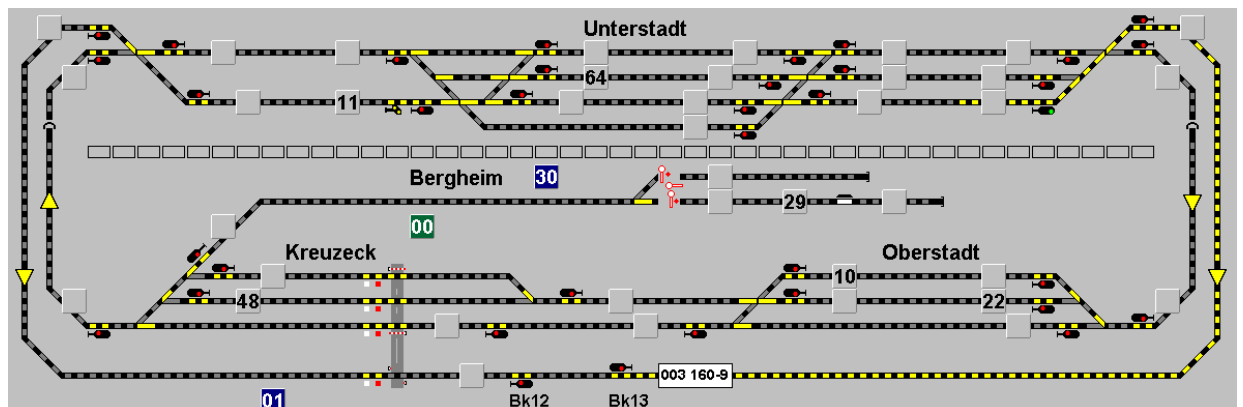 Unterstadt
64
11
Bergheim
30
29
00
Kreuzeck
Oberstadt
10
48
22
003 160-9
01
Bk12
Bk13